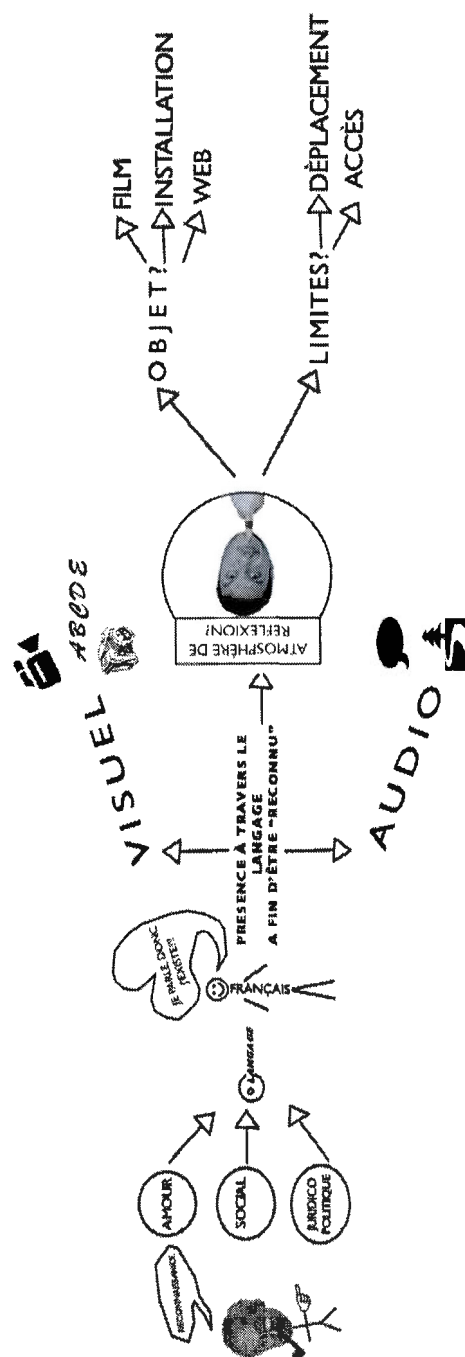 RECONNAISSANCE
AMOUR
SOCIAL
JURIDICO
POLITIQUE
LANGAGE
JE PARLE DONC
J'EXISTE?!
FRANÇAIS
PRESENCE À TRAVERS LE
LANGAGE
A FIN D'ÊTRE "RECONNU"
VISUEL
ABCDE
AUDIO
ATMOSPHÈRE DE
REFLEXION!
OBJET?
FILM
INSTALLATION
WEB
LIMITES?
DÈPLACEMENT
ACCÈS